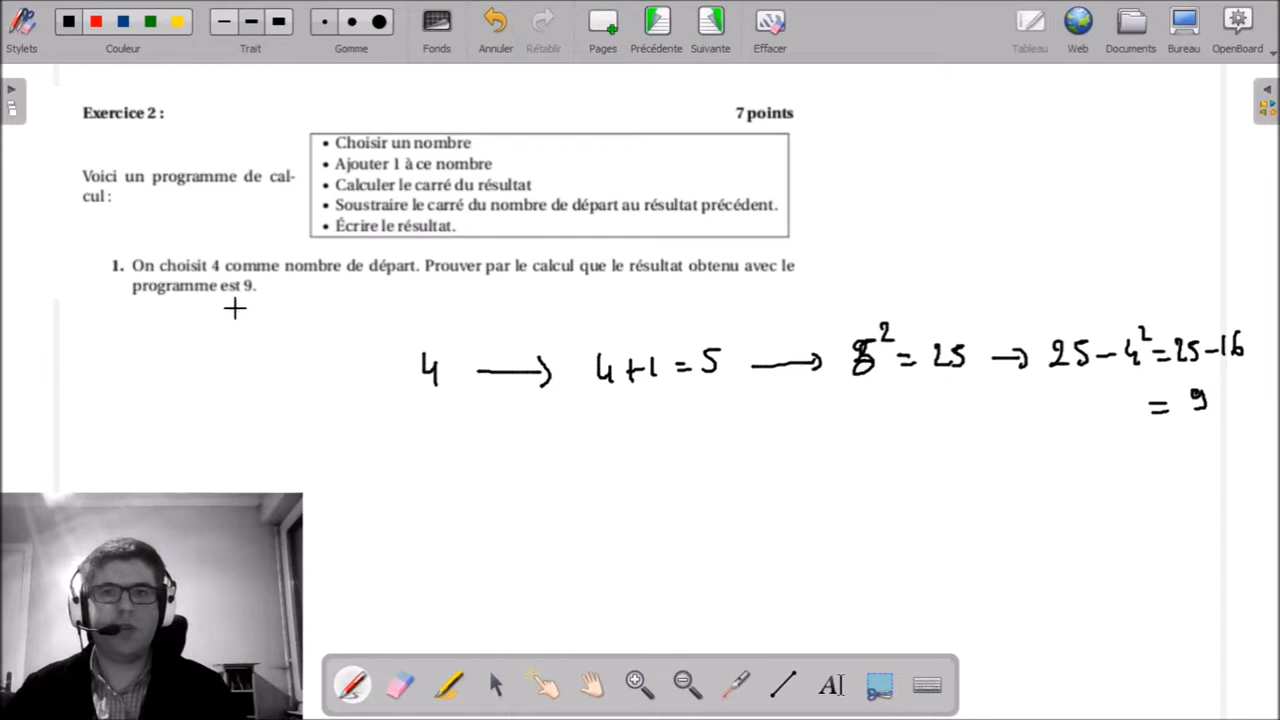 Stylets
Couleur
Trait
Gomme
Fonds
Annuler
Rétablir
Pages
Précédente
Suivante
Effacer
Tableau
Web
Documents
Bureau
OpenBoard
Exercice 2 :
7 points
Voici un programme de cal-
cul :
• Choisir un nombre
• Ajouter 1 à ce nombre
• Calculer le carré du résultat
• Soustraire le carré du nombre de départ au résultat précédent.
• Écrire le résultat.
1. On choisit 4 comme nombre de départ. Prouver par le calcul que le résultat obtenu avec le
programme est 9.
4 → 4+1 = 5 → 5² = 25 → 25 − 4² = 25 − 16
= 9
AI